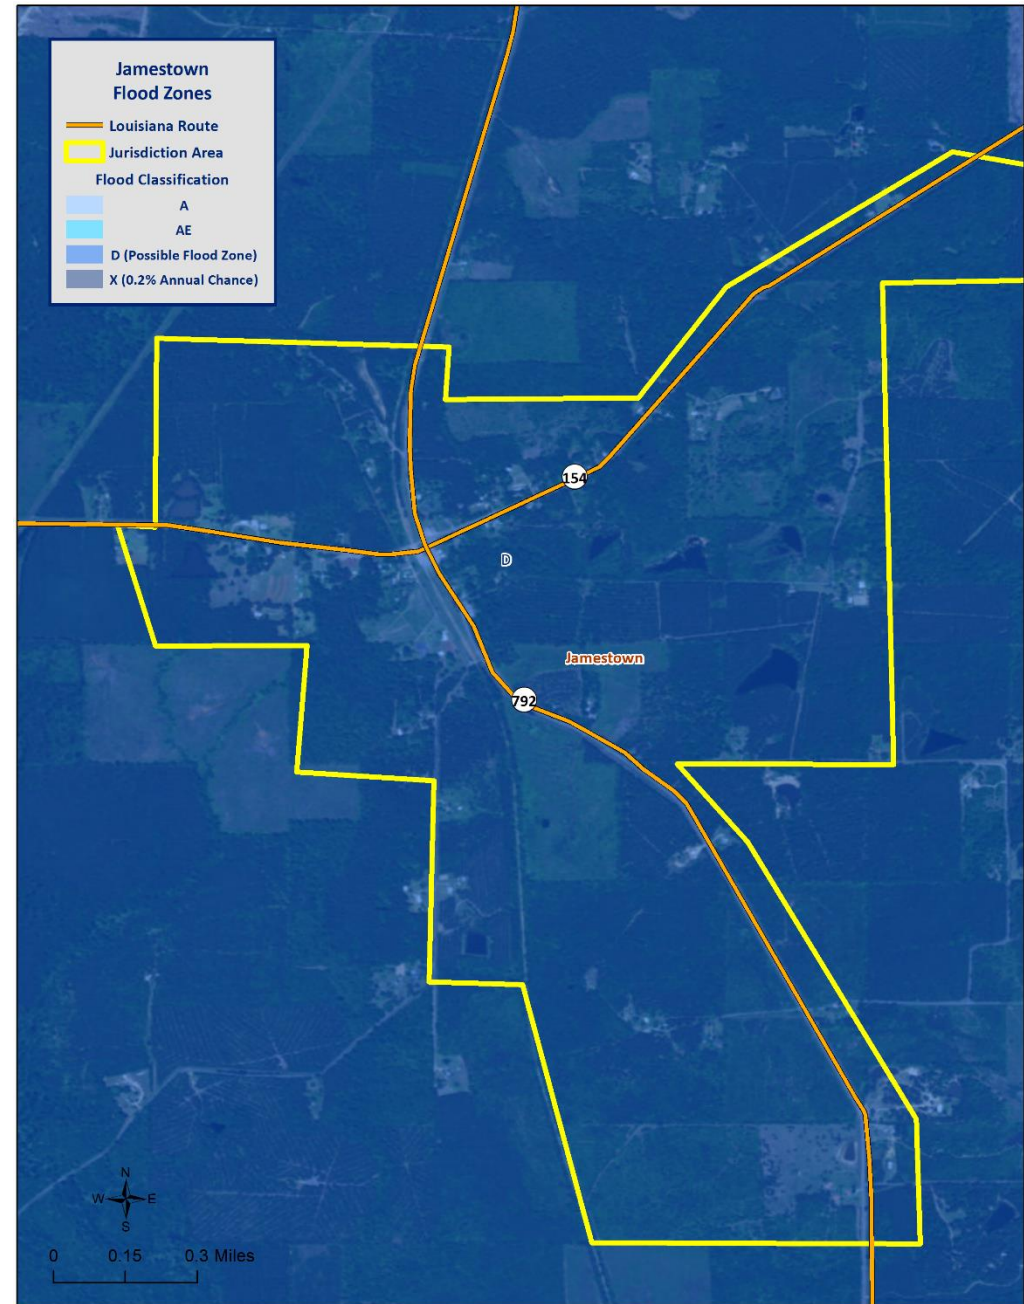 Jamestown
Flood Zones
Louisiana Route
Jurisdiction Area
Flood Classification
A
AE
D (Possible Flood Zone)
X (0.2% Annual Chance)
154
D
Jamestown
792
N
W E
S
0 0.15 0.3 Miles